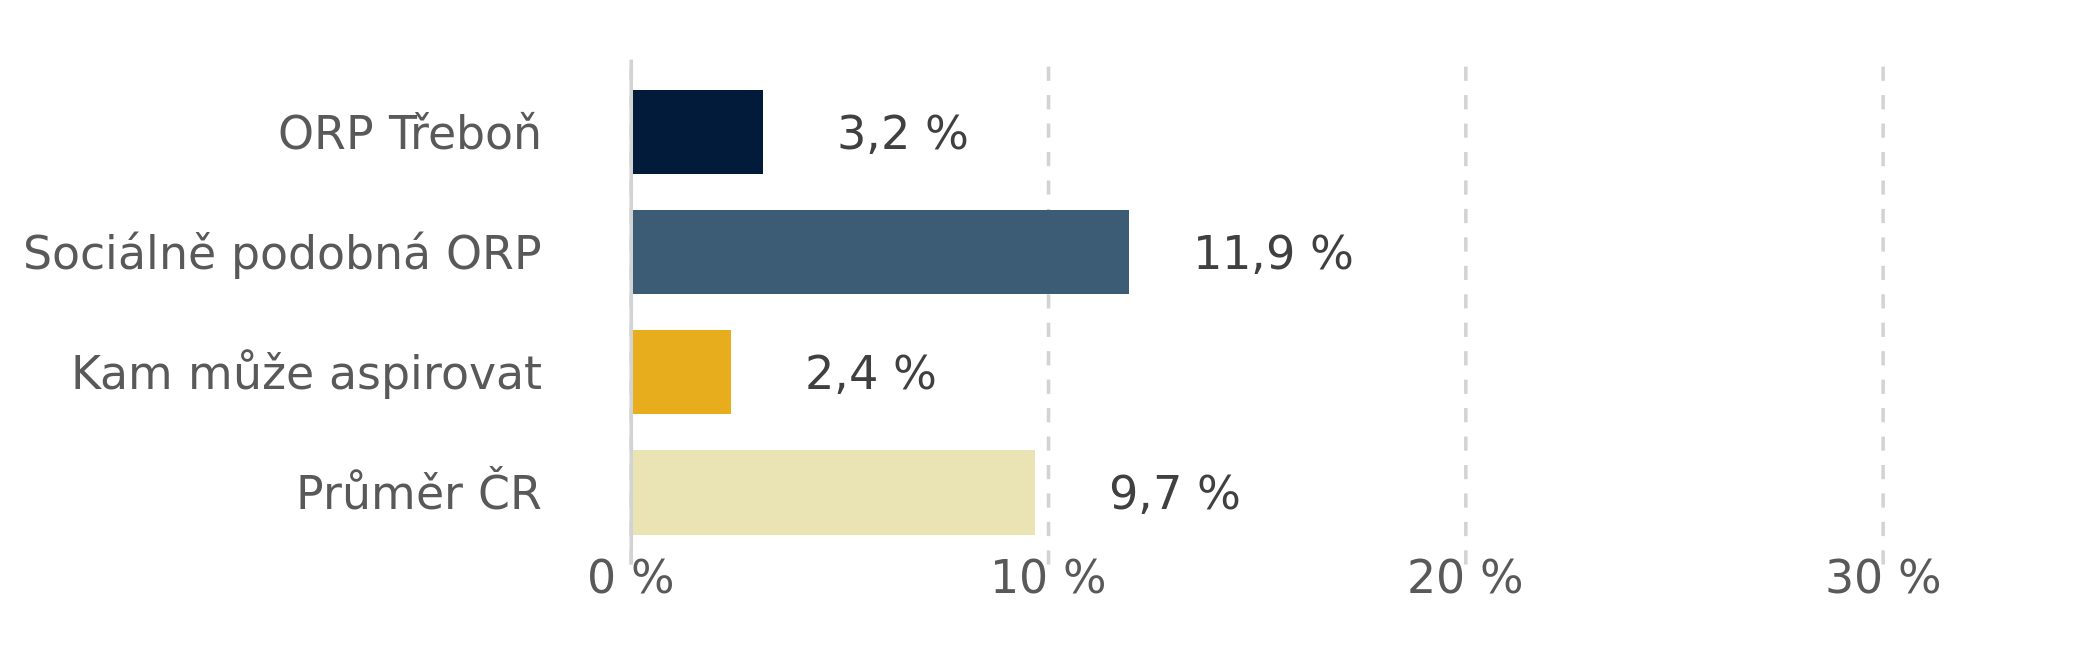 ORP Třeboň 3,2 %
Sociálně podobná ORP 11,9 %
Kam může aspirovat 2,4 %
Průměr ČR 9,7 %
0 % 10 % 20 % 30 %